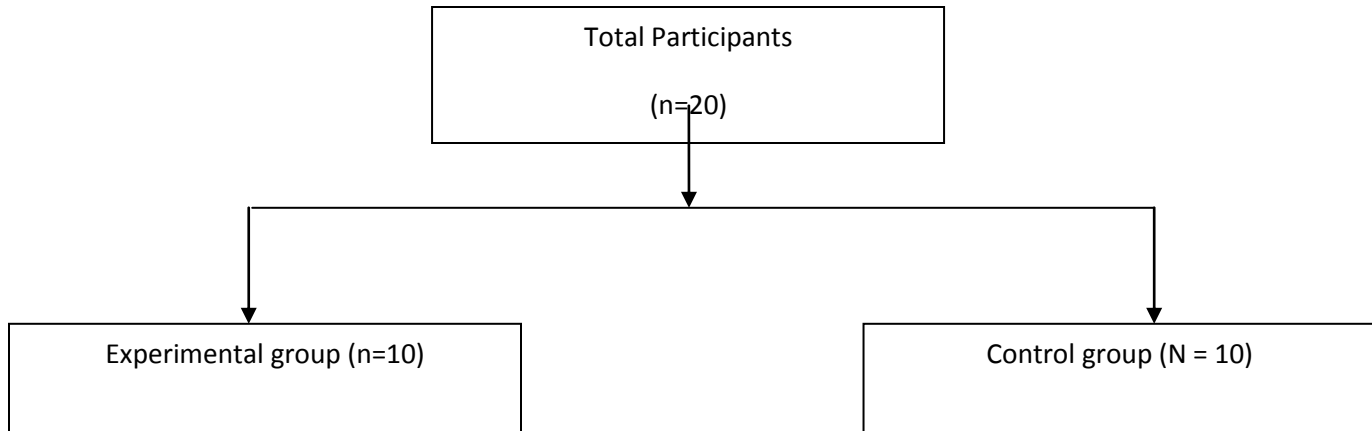 Total Participants
(n=20)
Experimental group (n=10)
Control group (N = 10)